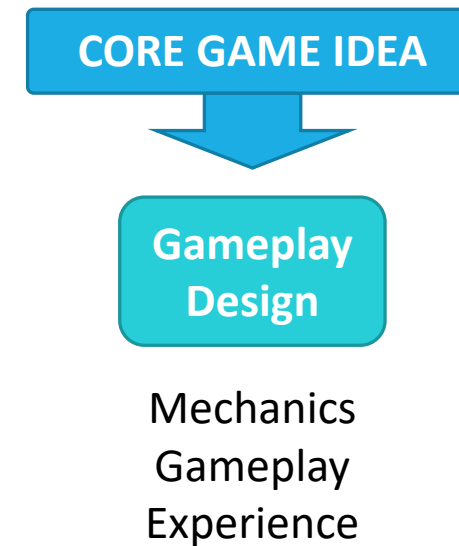 CORE GAME IDEA
Gameplay
Design
Mechanics
Gameplay
Experience